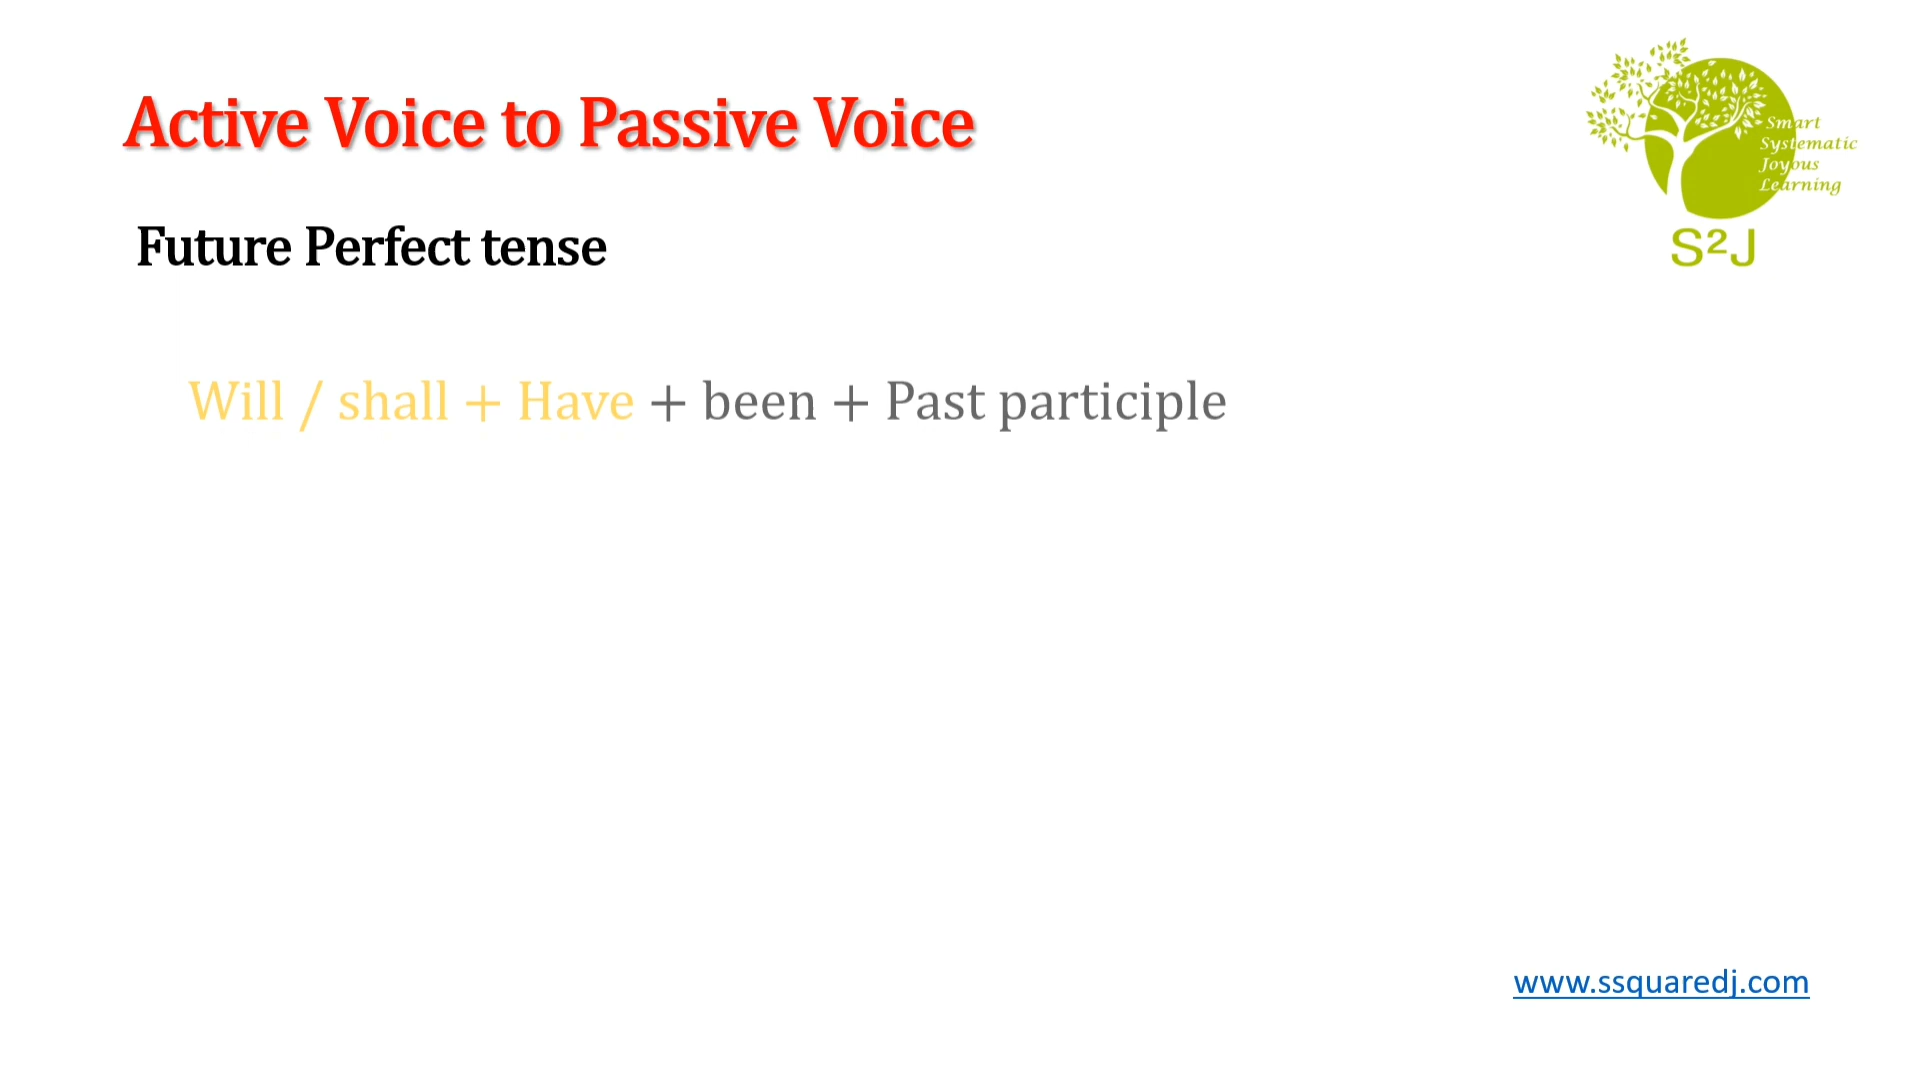 Active Voice to Passive Voice
Smart
Systematic
Joyous
Learning
S²J
Future Perfect tense
Will / shall + Have + been + Past participle
www.ssquaredj.com